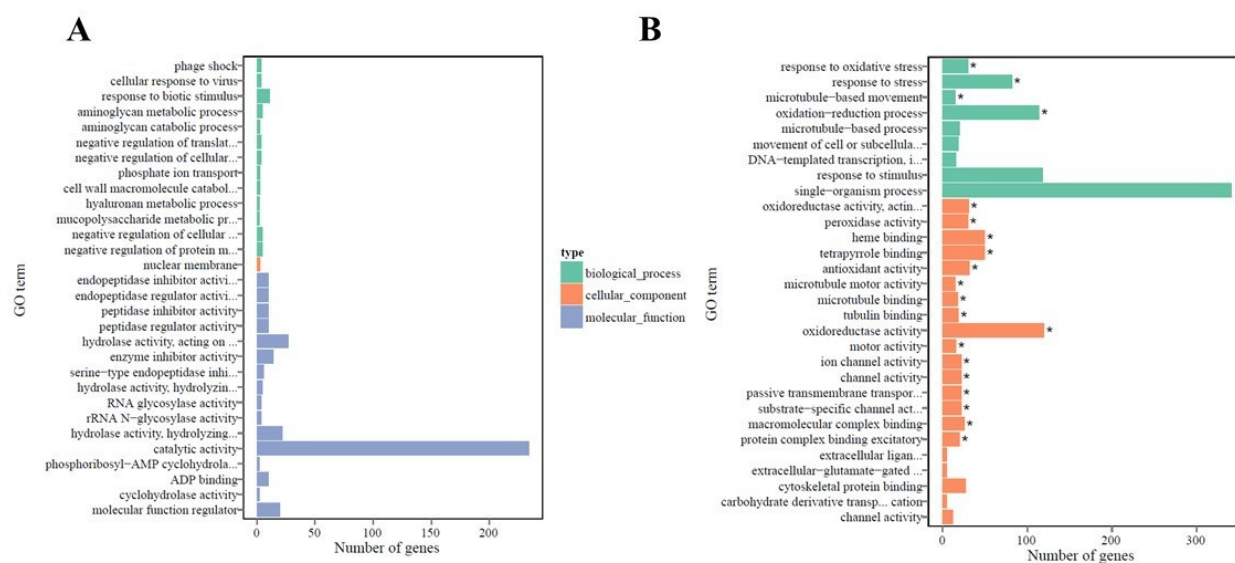 A
phage shock
cellular response to virus
response to biotic stimulus
aminoglycan metabolic process
aminoglycan catabolic process
negative regulation of translat...
negative regulation of cellular...
phosphate ion transport
cell wall macromolecule catabol...
hyaluronan metabolic process
mucopolysaccharide metabolic pr...
negative regulation of cellular ...
negative regulation of protein m...
nuclear membrane
endopeptidase inhibitor activi...
endopeptidase regulator activi...
peptidase inhibitor activity
peptidase regulator activity
hydrolase activity, acting on ...
enzyme inhibitor activity
serine-type endopeptidase inhi...
hydrolase activity, hydrolyzin...
RNA glycosylase activity
rRNA N-glycosylase activity
hydrolase activity, hydrolyzing...
catalytic activity
phosphoribosyl-AMP cyclohydrola...
ADP binding
cyclohydrolase activity
molecular function regulator
GO term
0 50 100 150 200
Number of genes
type
biological_process
cellular_component
molecular_function
B
response to oxidative stress *
response to stress *
microtubule-based movement *
oxidation-reduction process *
microtubule-based process
movement of cell or subcellula...
DNA-templated transcription, i...
response to stimulus
single-organism process
oxidoreductase activity, actin... *
peroxidase activity *
heme binding *
tetrapyrrole binding *
antioxidant activity *
microtubule motor activity *
microtubule binding *
tubulin binding *
oxidoreductase activity *
motor activity *
ion channel activity *
channel activity *
passive transmembrane transpor... *
substrate-specific channel act... *
macromolecular complex binding *
protein complex binding excitatory *
extracellular ligan...
extracellular-glutamate-gated ...
cytoskeletal protein binding
carbohydrate derivative transp... cation
channel activity
GO term
0 100 200 300
Number of genes